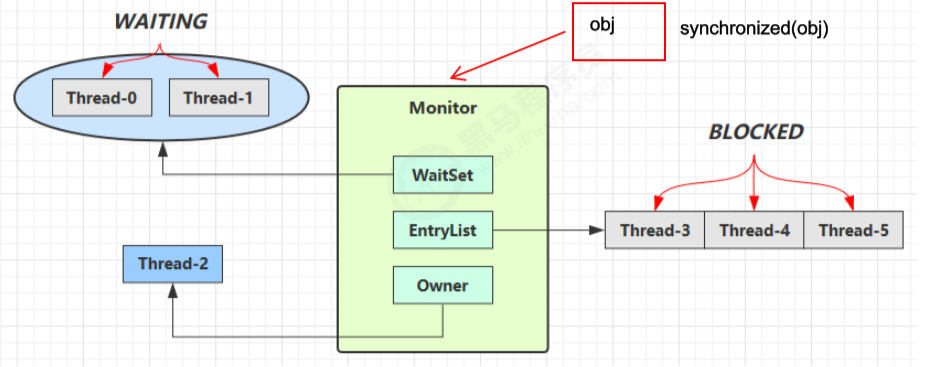 WAITING
obj
synchronized(obj)
Thread-0
Thread-1
Monitor
BLOCKED
WaitSet
EntryList
Thread-3
Thread-4
Thread-5
Thread-2
Owner
黑马程序员
www.itheima.com